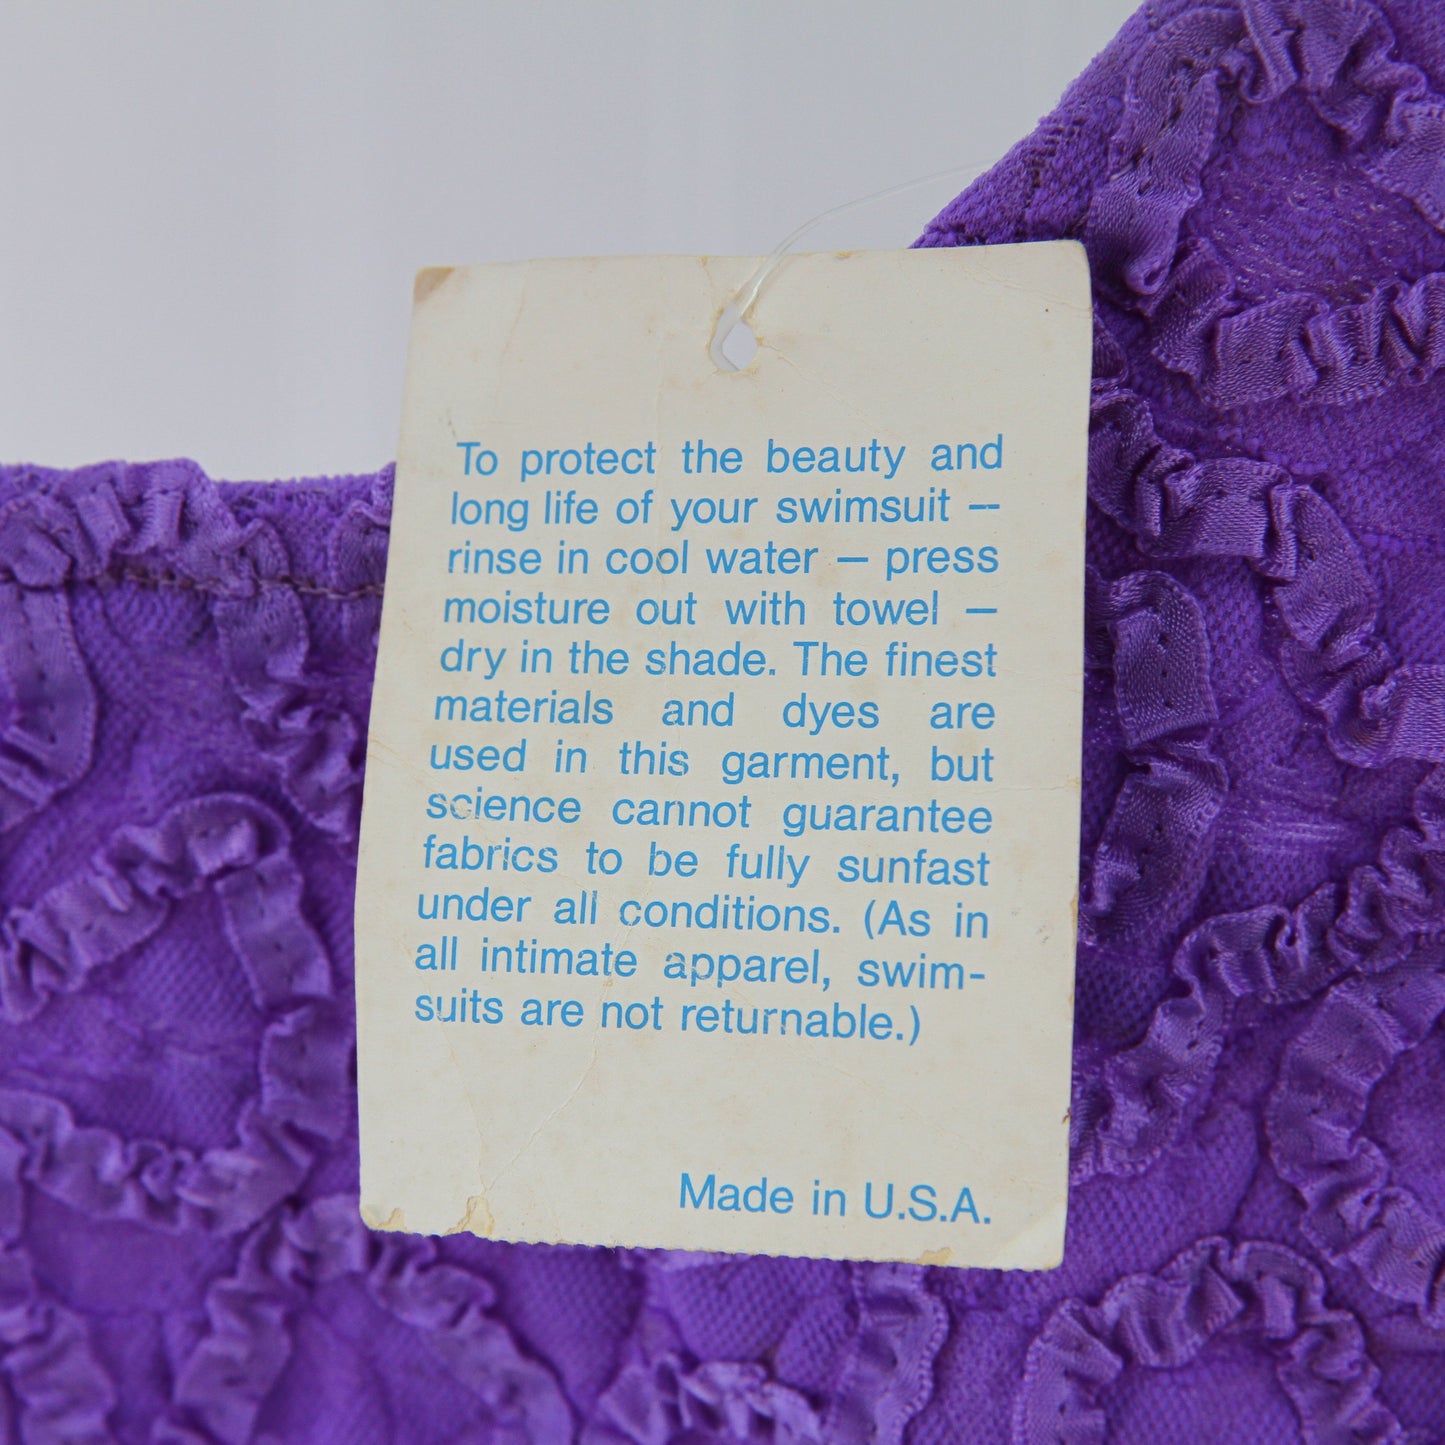 To protect the beauty and
long life of your swimsuit —
rinse in cool water — press
moisture out with towel —
dry in the shade. The finest
materials and dyes are
used in this garment, but
science cannot guarantee
fabrics to be fully sunfast
under all conditions. (As in
all intimate apparel, swim-
suits are not returnable.)
Made in U.S.A.